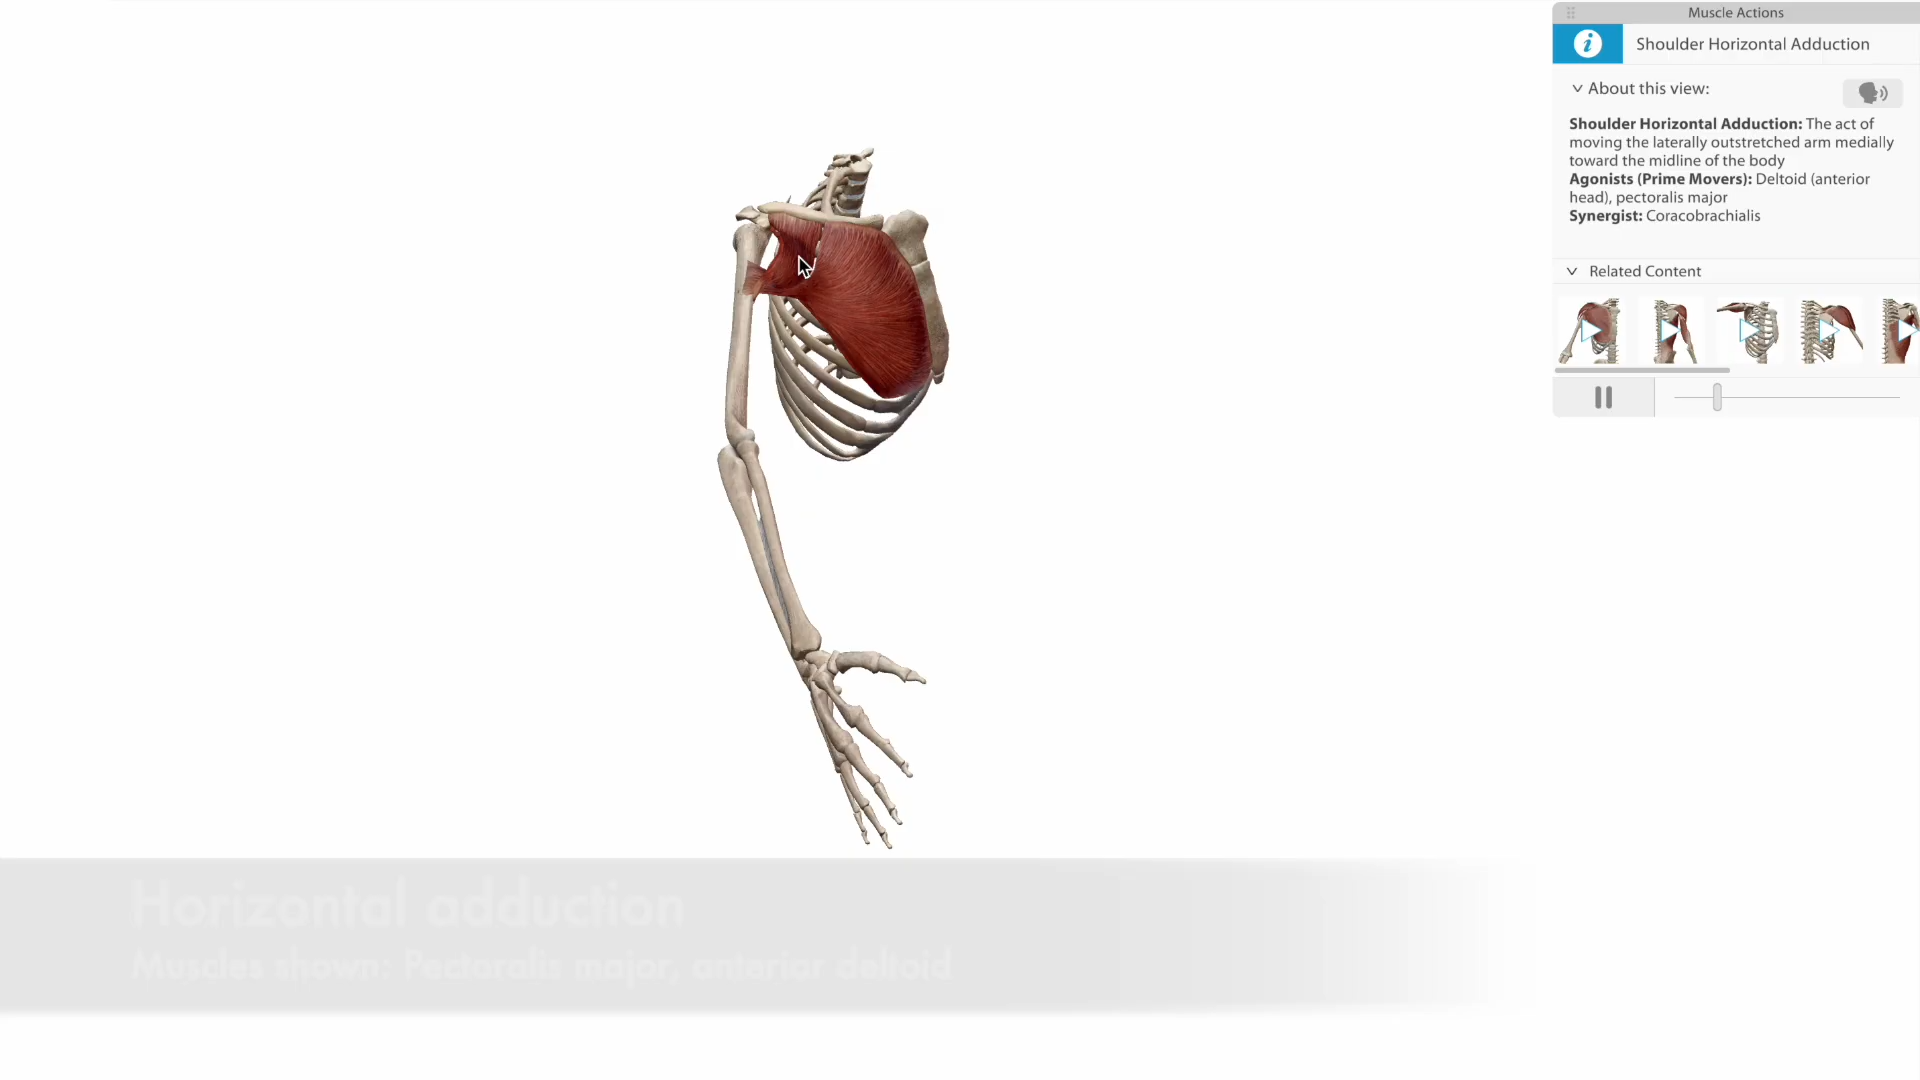 Muscle Actions
Shoulder Horizontal Adduction
About this view:
Shoulder Horizontal Adduction: The act of
moving the laterally outstretched arm medially
toward the midline of the body
Agonists (Prime Movers): Deltoid (anterior
head), pectoralis major
Synergist: Coracobrachialis
Related Content
Horizontal adduction
Muscles shown: Pectoralis major, anterior deltoid